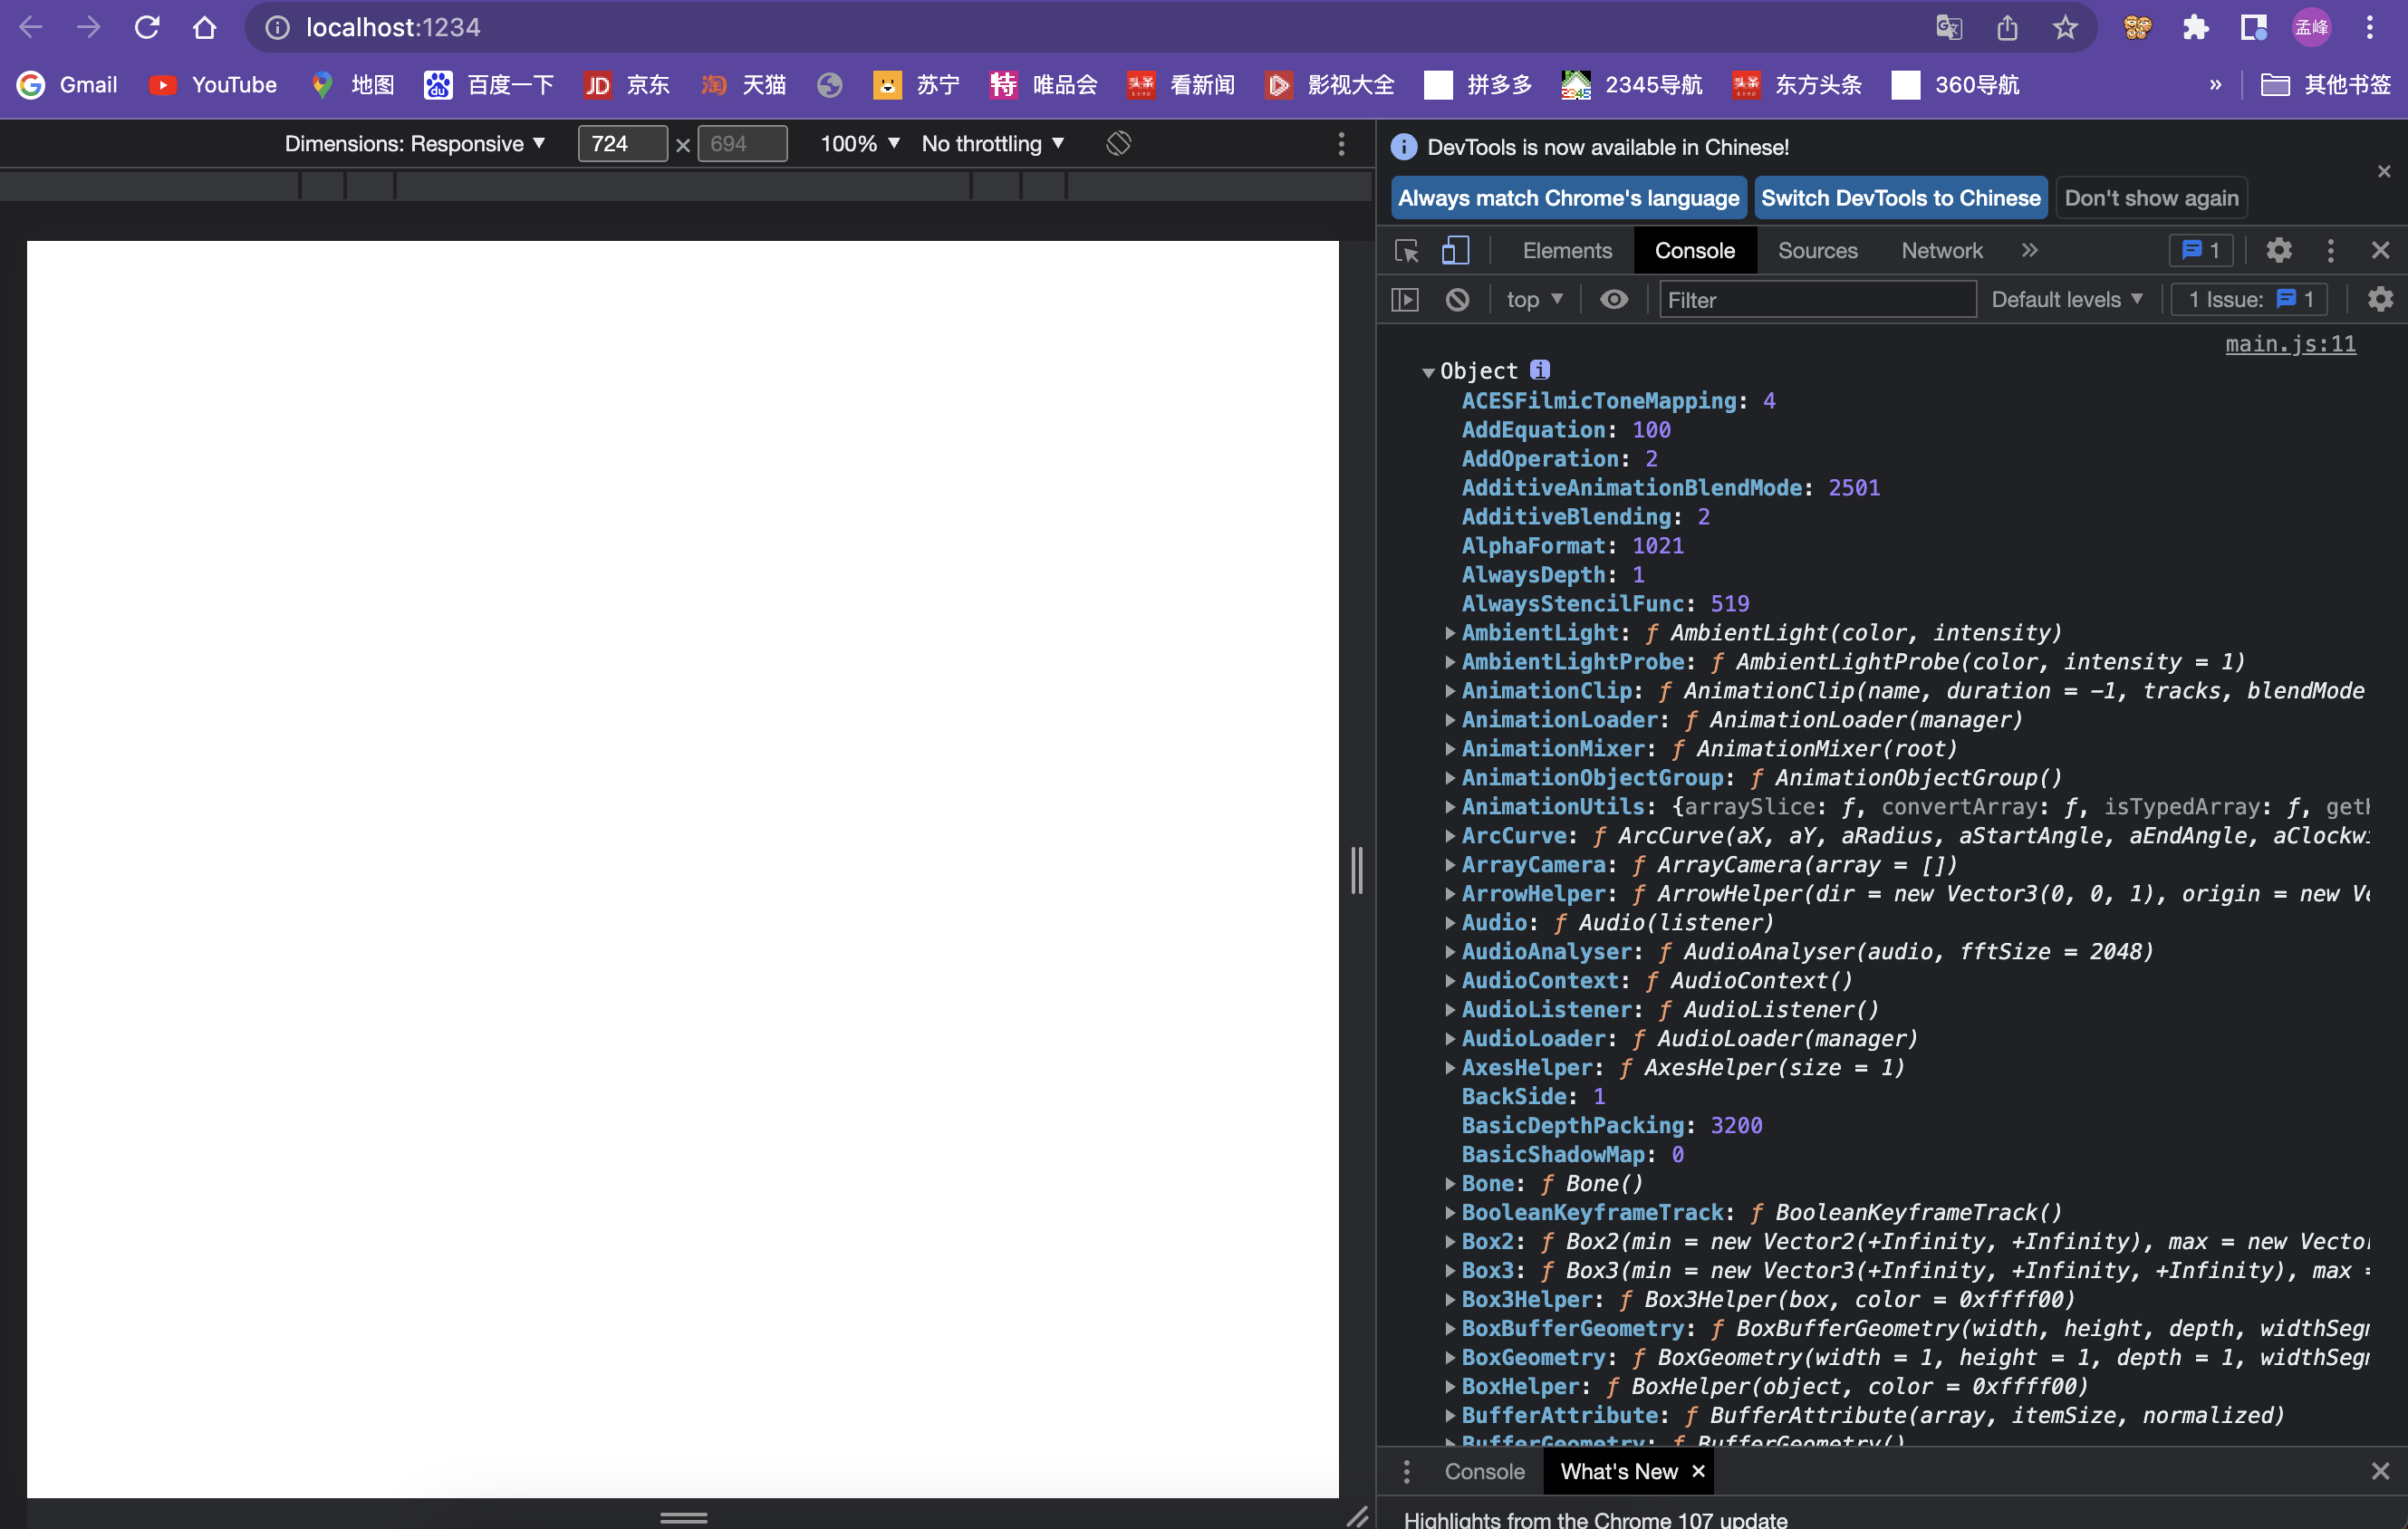 localhost:1234
孟峰
Gmail YouTube 地图 百度一下 京东 天猫 苏宁 唯品会 看新闻 影视大全 拼多多 2345导航 东方头条 360导航 » 其他书签
Dimensions: Responsive ▼ 724 × 694 100% ▼ No throttling ▼
DevTools is now available in Chinese!
Always match Chrome's language Switch DevTools to Chinese Don't show again
Elements Console Sources Network » 1
top ▼ Filter Default levels ▼ 1 Issue: 1
main.js:11
Object i
ACESFilmicToneMapping: 4
AddEquation: 100
AddOperation: 2
AdditiveAnimationBlendMode: 2501
AdditiveBlending: 2
AlphaFormat: 1021
AlwaysDepth: 1
AlwaysStencilFunc: 519
AmbientLight: ƒ AmbientLight(color, intensity)
AmbientLightProbe: ƒ AmbientLightProbe(color, intensity = 1)
AnimationClip: ƒ AnimationClip(name, duration = -1, tracks, blendMode
AnimationLoader: ƒ AnimationLoader(manager)
AnimationMixer: ƒ AnimationMixer(root)
AnimationObjectGroup: ƒ AnimationObjectGroup()
AnimationUtils: {arraySlice: ƒ, convertArray: ƒ, isTypedArray: ƒ,
ArcCurve: ƒ ArcCurve(aX, aY, aRadius, aStartAngle, aEndAngle,
ArrayCamera: ƒ ArrayCamera(array = [])
ArrowHelper: ƒ ArrowHelper(dir = new Vector3(0, 0, 1), origin = new
Audio: ƒ Audio(listener)
AudioAnalyser: ƒ AudioAnalyser(audio, fftSize = 2048)
AudioContext: ƒ AudioContext()
AudioListener: ƒ AudioListener()
AudioLoader: ƒ AudioLoader(manager)
AxesHelper: ƒ AxesHelper(size = 1)
BackSide: 1
BasicDepthPacking: 3200
BasicShadowMap: 0
Bone: ƒ Bone()
BooleanKeyframeTrack: ƒ BooleanKeyframeTrack()
Box2: ƒ Box2(min = new Vector2(+Infinity, +Infinity), max = new
Box3: ƒ Box3(min = new Vector3(+Infinity, +Infinity, +Infinity), max =
Box3Helper: ƒ Box3Helper(box, color = 0xffff00)
BoxBufferGeometry: ƒ BoxBufferGeometry(width, height, depth,
BoxGeometry: ƒ BoxGeometry(width = 1, height = 1, depth = 1,
BoxHelper: ƒ BoxHelper(object, color = 0xffff00)
BufferAttribute: ƒ BufferAttribute(array, itemSize, normalized)
BufferGeometry: ƒ BufferGeometry()
Console What's New ×
Highlights from the Chrome 107 update